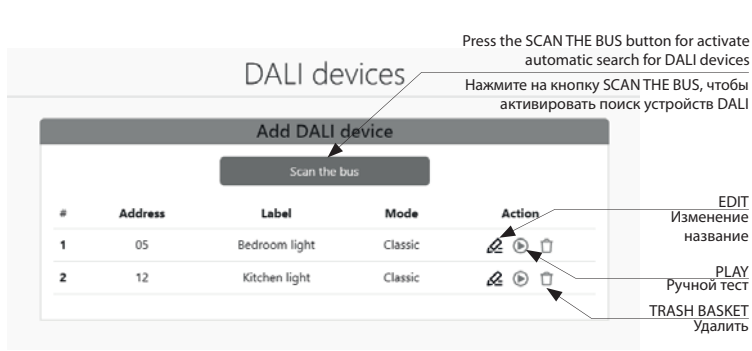 Press the SCAN THE BUS button for activate
automatic search for DALI devices
Нажмите на кнопку SCAN THE BUS, чтобы
активировать поиск устройств DALI
DALI devices
Add DALI device
Scan the bus
# Address Label Mode Action
1 05 Bedroom light Classic
2 12 Kitchen light Classic
EDIT
Изменение
название
PLAY
Ручной тест
TRASH BASKET
Удалить